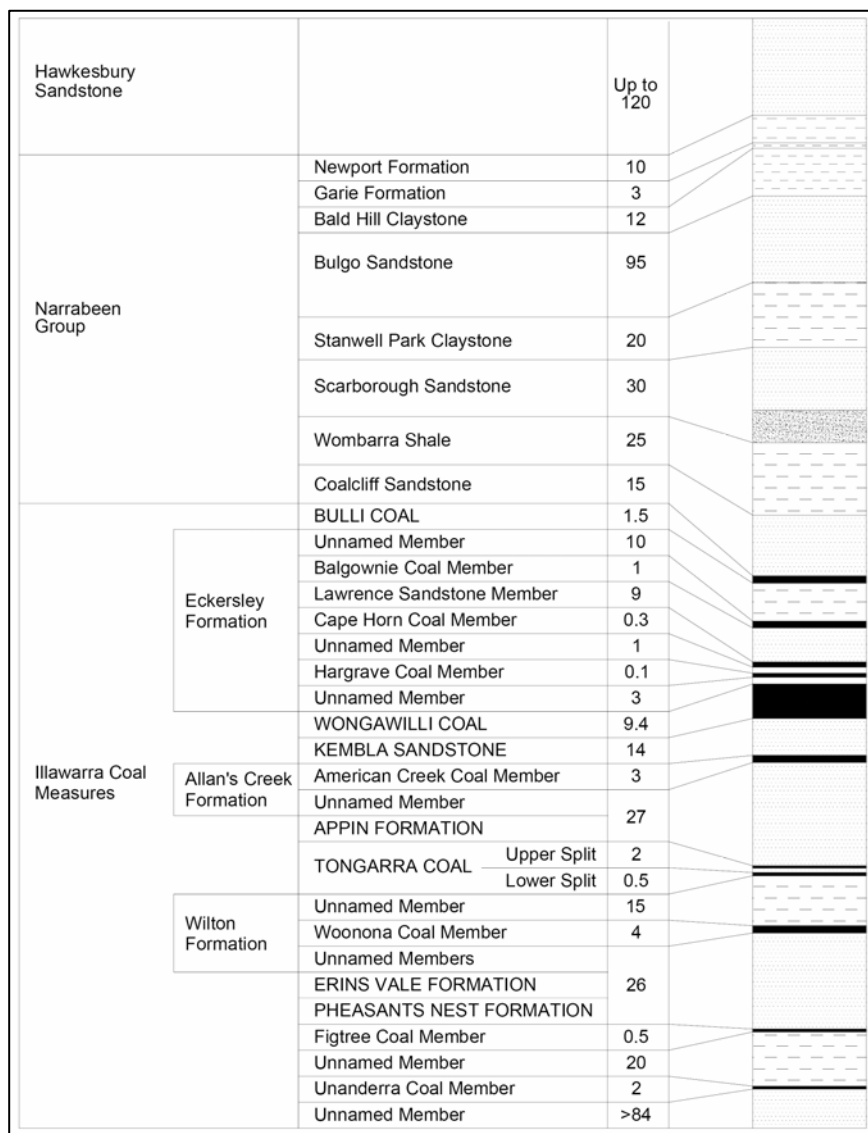 Hawkesbury
Sandstone
Up to
120
Narrabeen
Group
Newport Formation 10
Garie Formation 3
Bald Hill Claystone 12
Bulgo Sandstone 95
Stanwell Park Claystone 20
Scarborough Sandstone 30
Wombarra Shale 25
Coalcliff Sandstone 15
Illawarra Coal
Measures
BULLI COAL 1.5
Eckersley
Formation
Unnamed Member 10
Balgownie Coal Member 1
Lawrence Sandstone Member 9
Cape Horn Coal Member 0.3
Unnamed Member 1
Hargrave Coal Member 0.1
Unnamed Member 3
WONGAWILLI COAL 9.4
KEMBLA SANDSTONE 14
Allan's Creek
Formation
American Creek Coal Member 3
Unnamed Member
27
APPIN FORMATION
TONGARRA COAL
Upper Split 2
Lower Split 0.5
Wilton
Formation
Unnamed Member 15
Woonona Coal Member 4
Unnamed Members
ERINS VALE FORMATION 26
PHEASANTS NEST FORMATION
Figtree Coal Member 0.5
Unnamed Member 20
Unanderra Coal Member 2
Unnamed Member >84